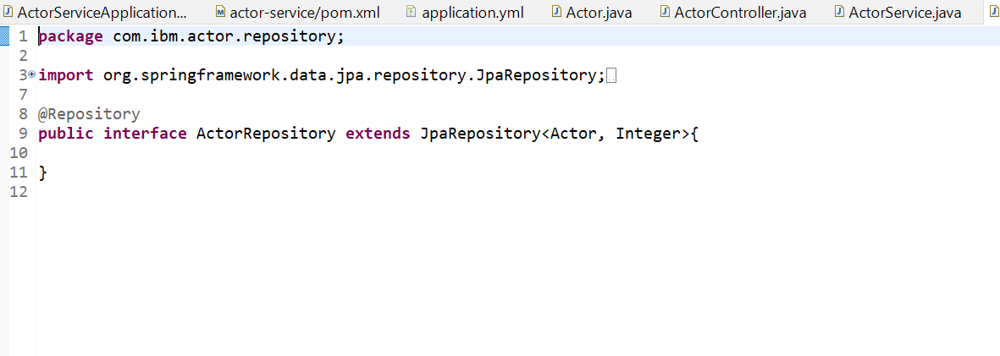 ActorServiceApplication... actor-service/pom.xml application.yml Actor.java ActorController.java ActorService.java
1 package com.ibm.actor.repository;
2
3 import org.springframework.data.jpa.repository.JpaRepository;
7
8 @Repository
9 public interface ActorRepository extends JpaRepository<Actor, Integer>{
10
11 }
12